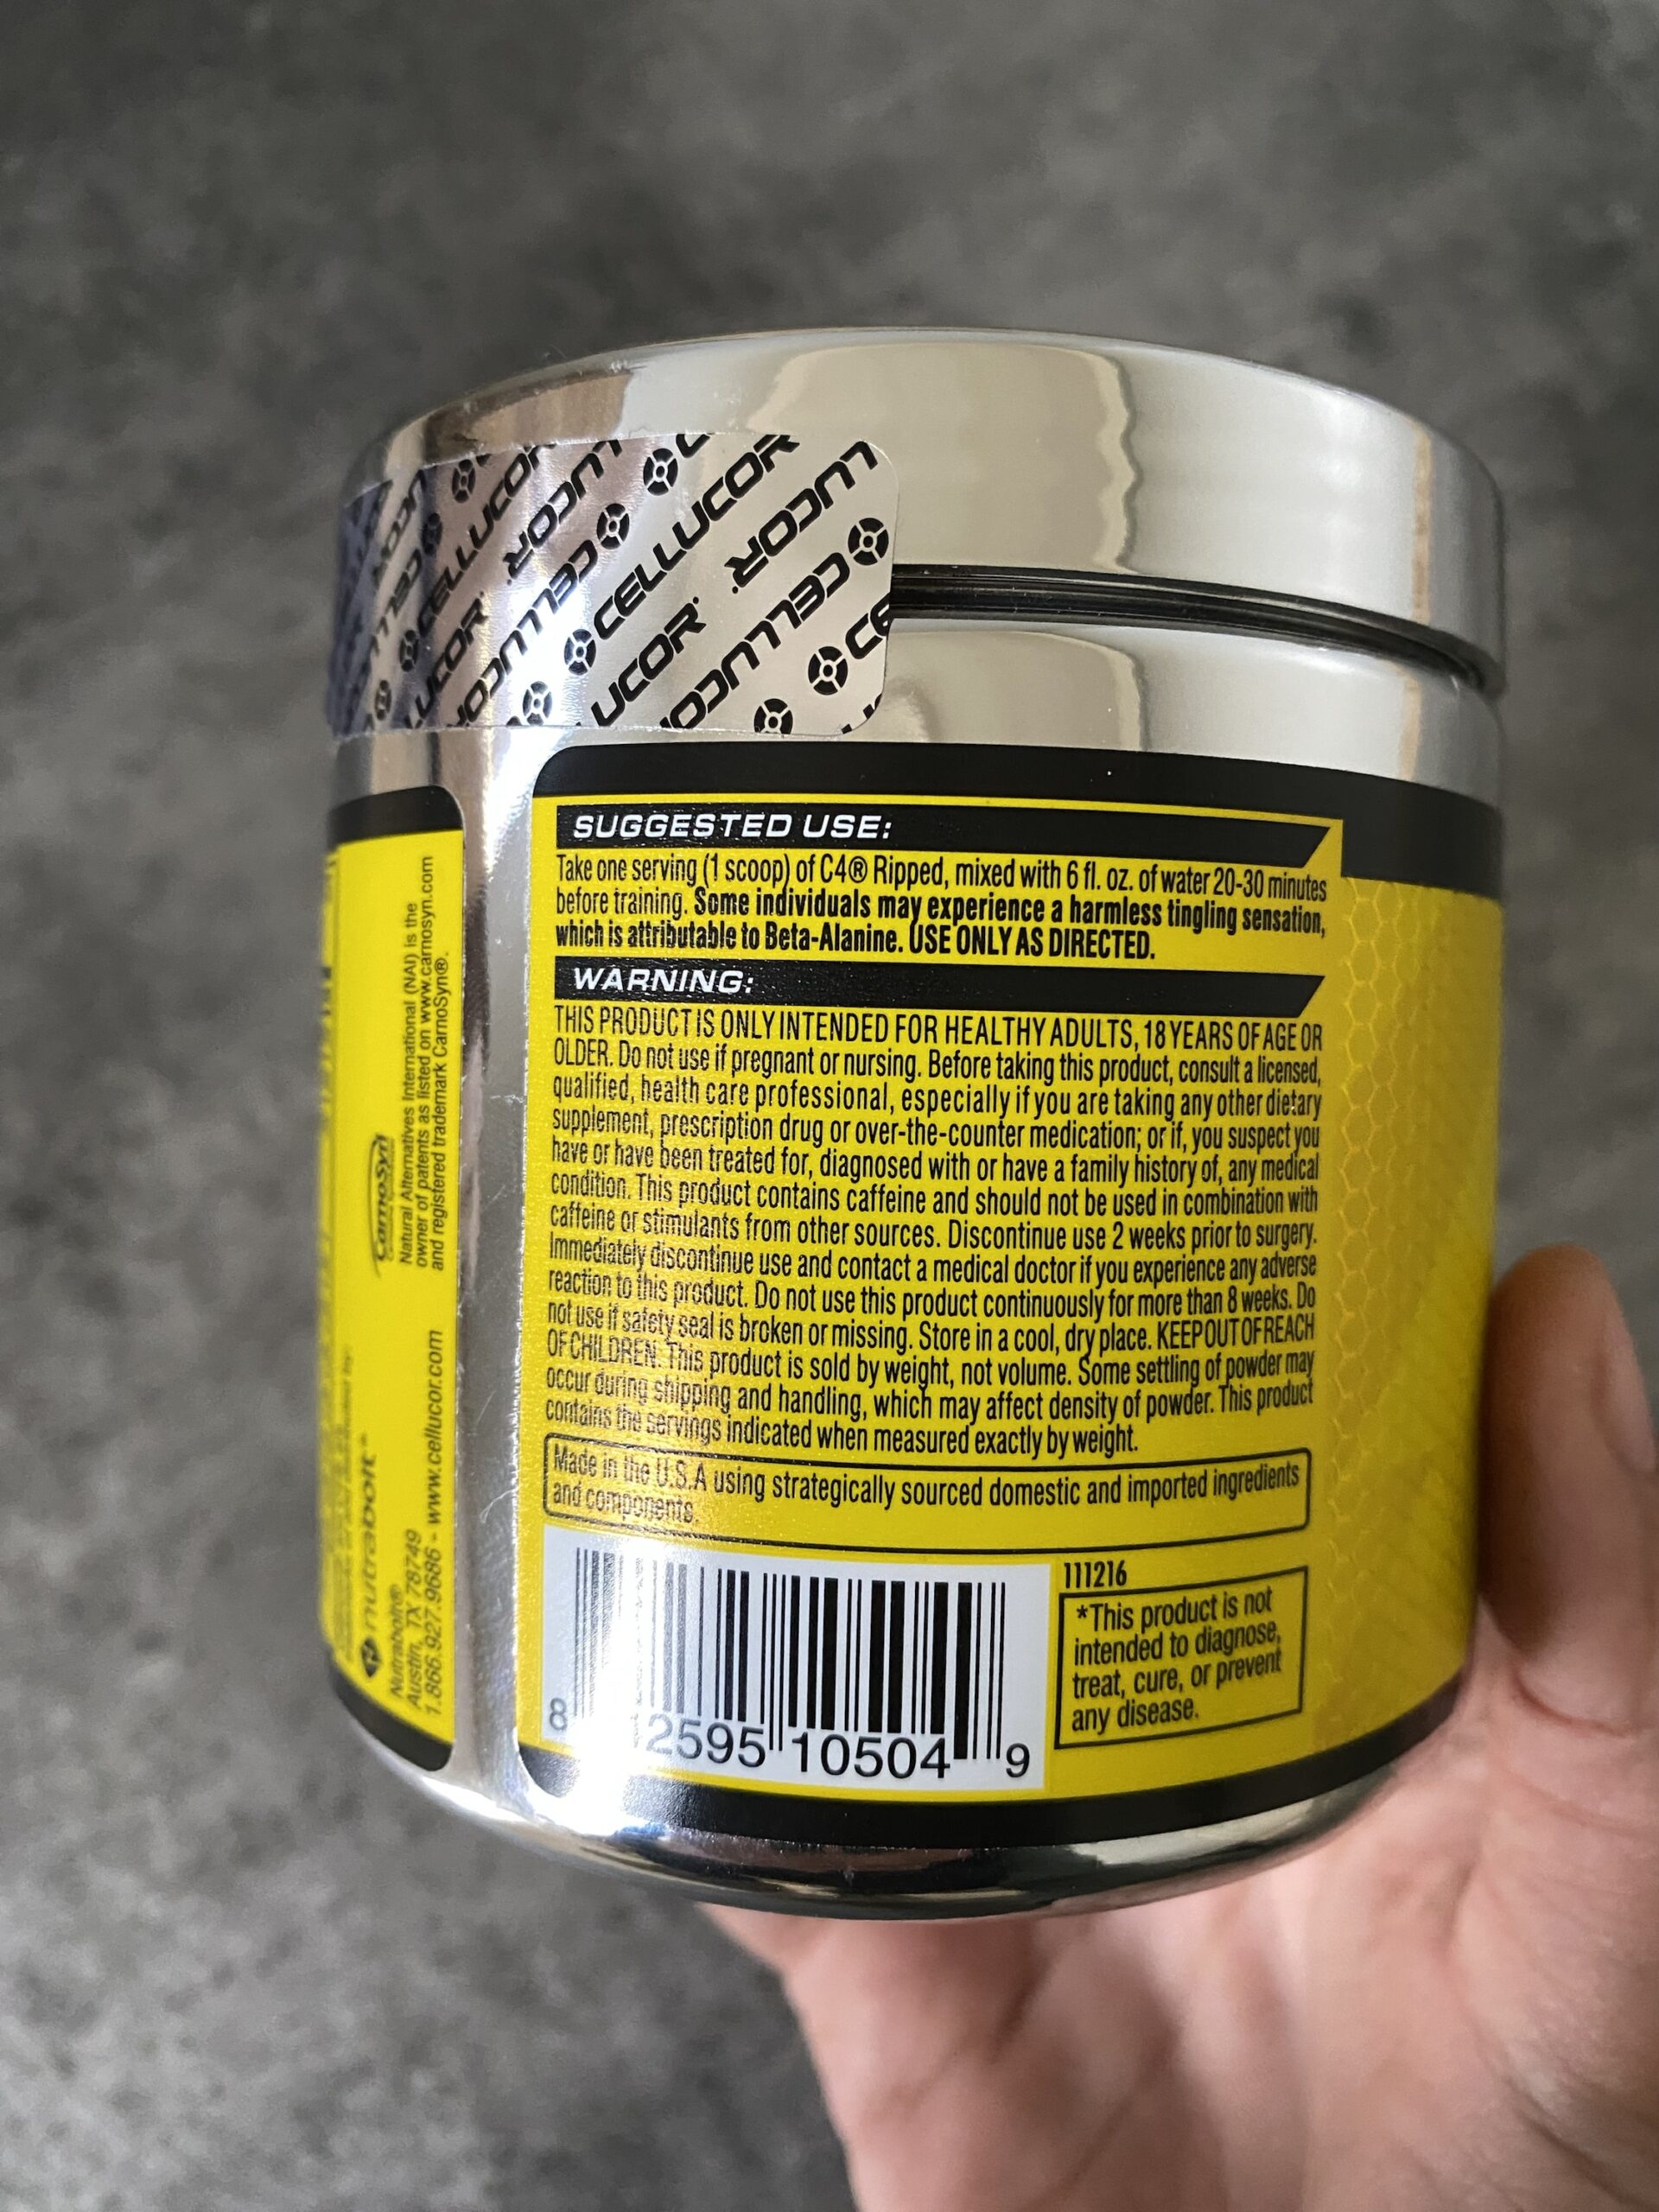 CELLUCOR
CELLUCOR
LUCOR
CELLUCOR
UCOR
SUGGESTED USE:
Take one serving (1 scoop) of C4® Ripped, mixed with 6 fl. oz. of water 20-30 minutes
before training. Some individuals may experience a harmless tingling sensation,
which is attributable to Beta-Alanine. USE ONLY AS DIRECTED.
WARNING:
THIS PRODUCT IS ONLY INTENDED FOR HEALTHY ADULTS, 18 YEARS OF AGE OR
OLDER. Do not use if pregnant or nursing. Before taking this product, consult a licensed,
qualified, health care professional, especially if you are taking any other dietary
supplement, prescription drug or over-the-counter medication; or if, you suspect you
have or have been treated for, diagnosed with or have a family history of, any medical
condition. This product contains caffeine and should not be used in combination with
caffeine or stimulants from other sources. Discontinue use 2 weeks prior to surgery.
Immediately discontinue use and contact a medical doctor if you experience any adverse
reaction to this product. Do not use this product continuously for more than 8 weeks. Do
not use if safety seal is broken or missing. Store in a cool, dry place. KEEP OUT OF REACH
OF CHILDREN. This product is sold by weight, not volume. Some settling of powder may
occur during shipping and handling, which may affect density of powder. This product
contains the servings indicated when measured exactly by weight.
Made in the U.S.A using strategically sourced domestic and imported ingredients
and components.
8 2595 10504 9
111216
*This product is not
intended to diagnose,
treat, cure, or prevent
any disease.
CarnoSyn
Natural Alternatives International (NAI) is the
owner of patents as listed on www.carnosyn.com
and registered trademark CarnoSyn®.
nutrabolt
Nutrabolt®
Austin, TX 78749
1.866.927.9686 - www.cellucor.com